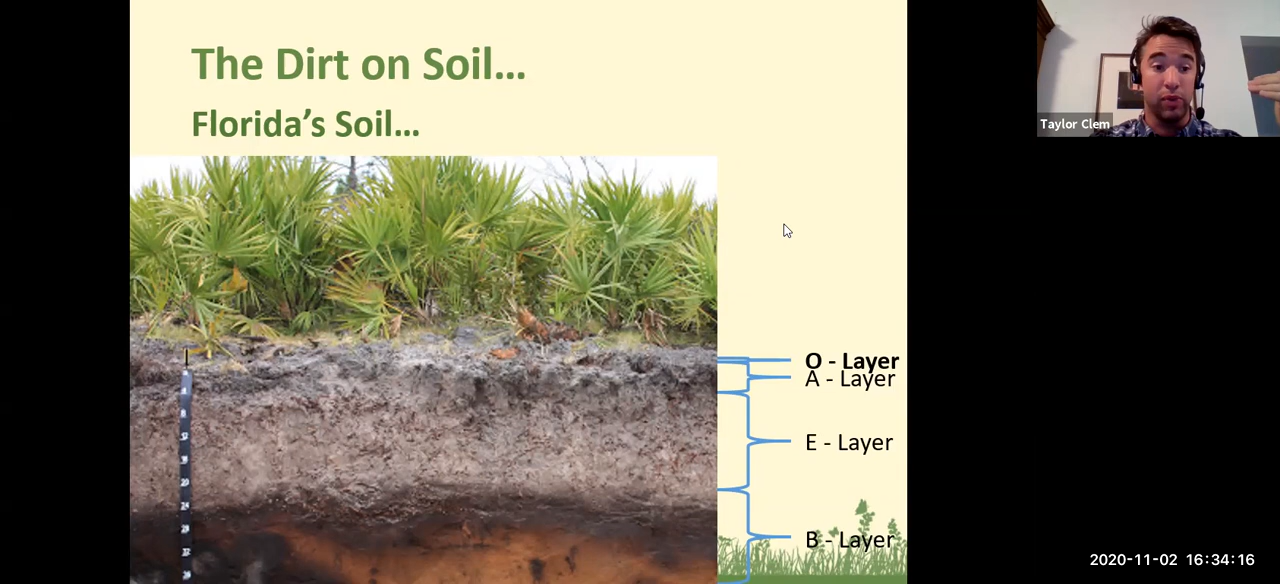 The Dirt on Soil...
Florida's Soil...
Taylor Clem
O - Layer
A - Layer
E - Layer
B - Layer
2020-11-02 16:34:16